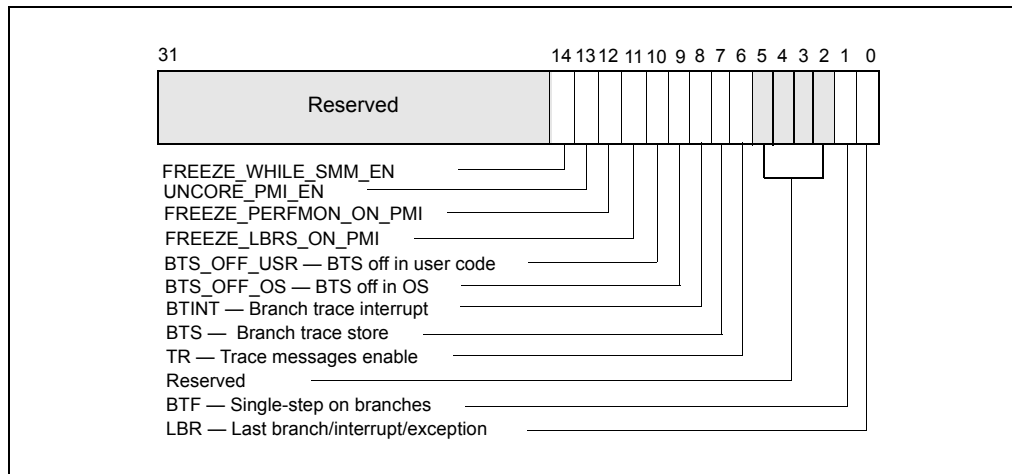 31 14 13 12 11 10 9 8 7 6 5 4 3 2 1 0
Reserved
FREEZE_WHILE_SMM_EN
UNCORE_PMI_EN
FREEZE_PERFMON_ON_PMI
FREEZE_LBRS_ON_PMI
BTS_OFF_USR — BTS off in user code
BTS_OFF_OS — BTS off in OS
BTINT — Branch trace interrupt
BTS — Branch trace store
TR — Trace messages enable
Reserved
BTF — Single-step on branches
LBR — Last branch/interrupt/exception